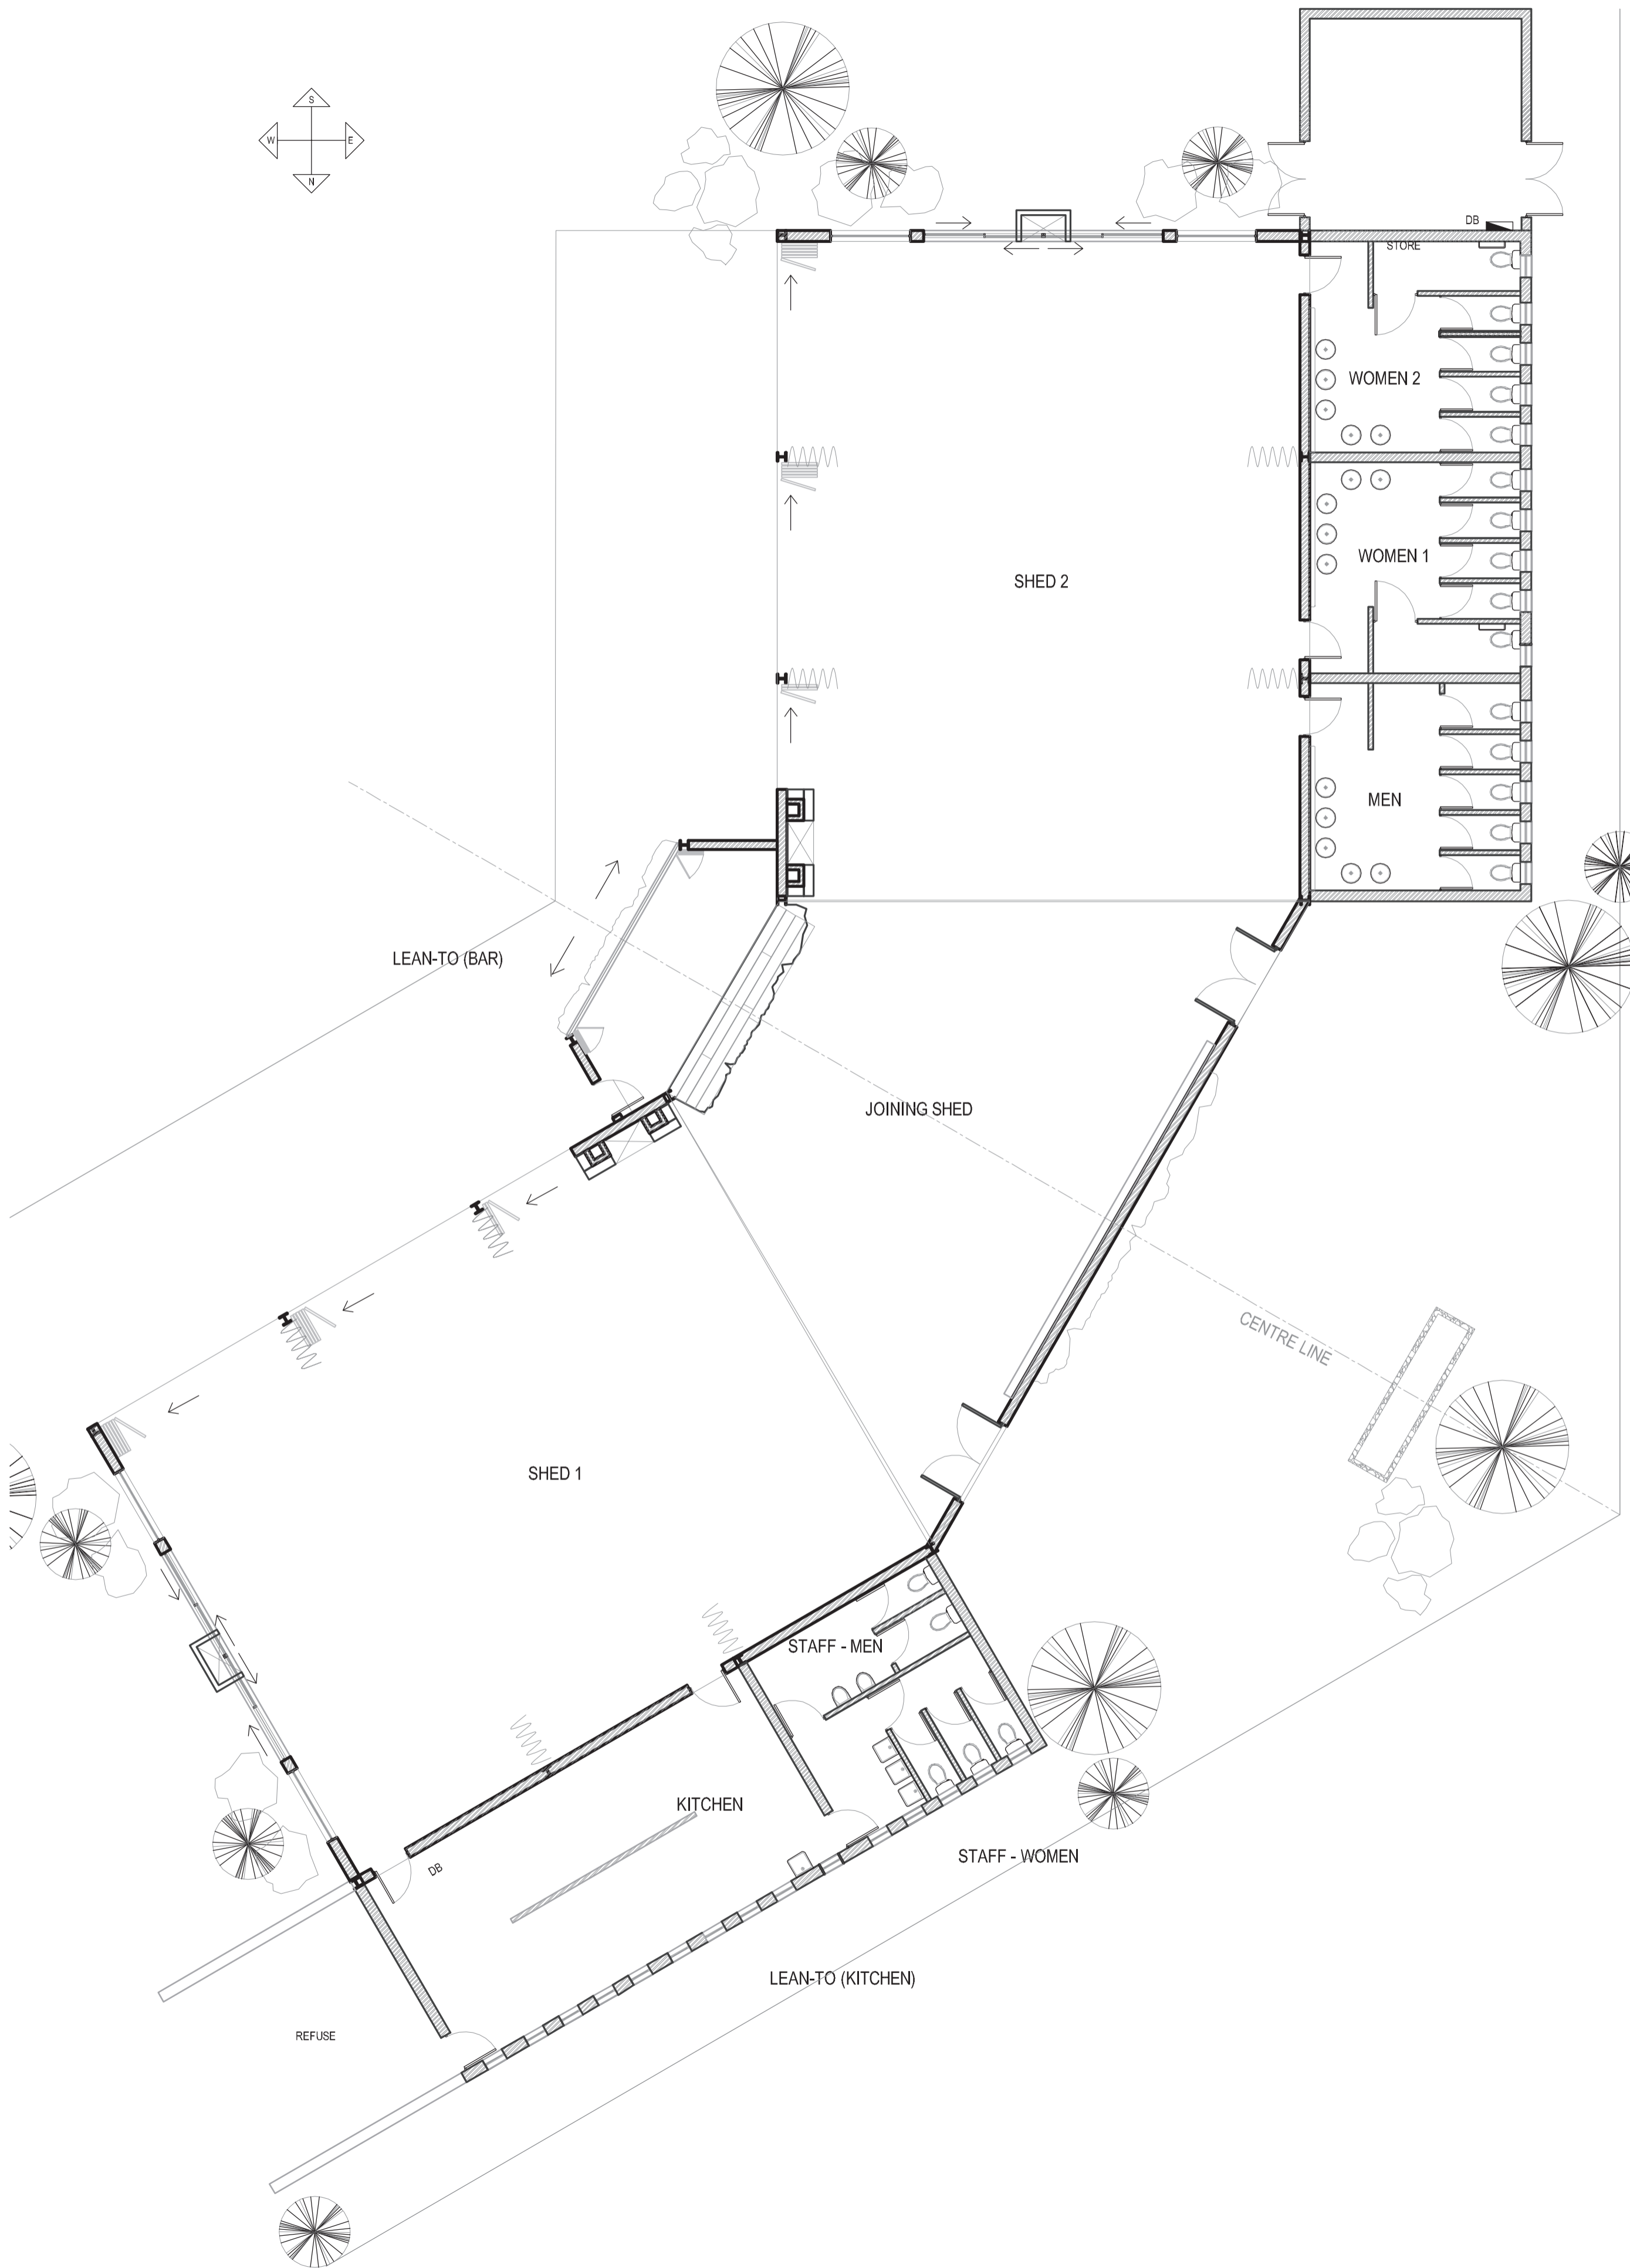 S
W
E
N
DB
STORE
WOMEN 2
WOMEN 1
SHED 2
MEN
LEAN-TO (BAR)
JOINING SHED
CENTRE LINE
SHED 1
STAFF - MEN
KITCHEN
STAFF - WOMEN
DB
LEAN-TO (KITCHEN)
REFUSE